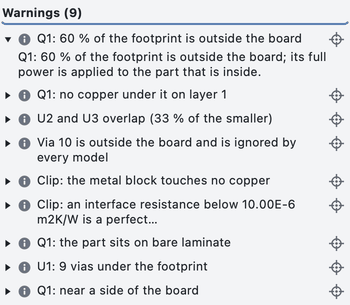 Warnings (9)
Q1: 60 % of the footprint is outside the board
Q1: 60 % of the footprint is outside the board; its full
power is applied to the part that is inside.
Q1: no copper under it on layer 1
U2 and U3 overlap (33 % of the smaller)
Via 10 is outside the board and is ignored by
every model
Clip: the metal block touches no copper
Clip: an interface resistance below 10.00E-6
m2K/W is a perfect...
Q1: the part sits on bare laminate
U1: 9 vias under the footprint
Q1: near a side of the board